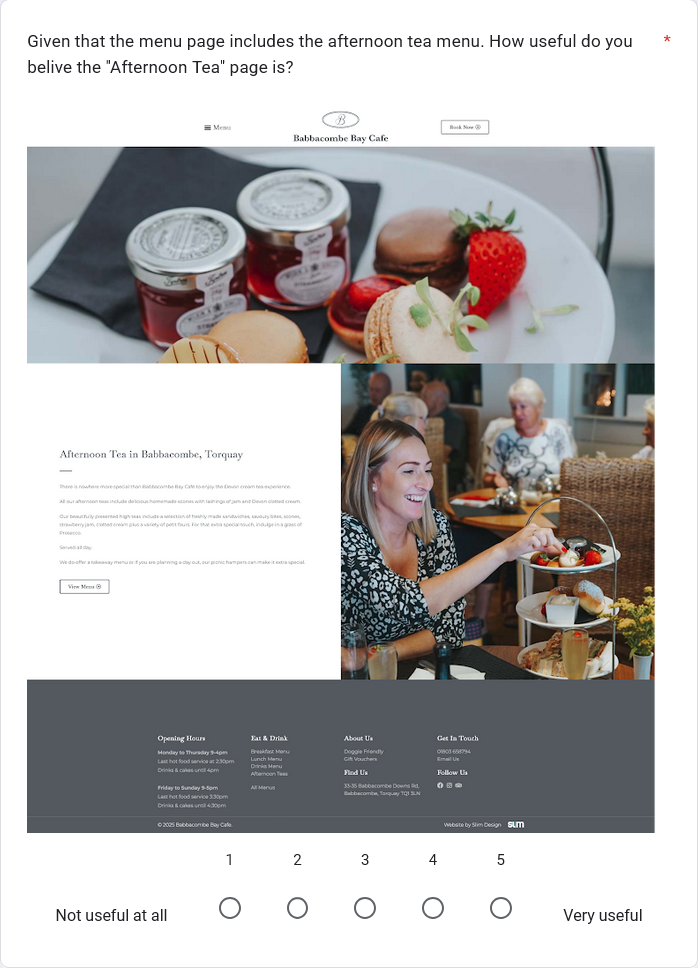 Given that the menu page includes the afternoon tea menu. How useful do you *
belive the "Afternoon Tea" page is?
Menu
B
Babbacombe Bay Cafe
Book Now
Afternoon Tea in Babbacombe, Torquay
There is nowhere more special than Babbacombe Bay Cafe to enjoy the Devon cream tea experience.
All our afternoon teas include delicious homemade scones with lashings of jam and Devon clotted cream.
Our beautifully presented high teas include a selection of freshly made sandwiches, savoury bites, scones,
strawberry jam, clotted cream plus a variety of petit fours. For that extra special touch, indulge in a glass of
Prosecco.
Served all day.
We do offer a takeaway menu so if you are planning a day out, our picnic hampers can make it extra special.
View Menu
Opening Hours
Monday to Thursday 9-4pm
Last hot food service at 2:30pm
Drinks & cakes until 4pm
Friday to Sunday 9-5pm
Last hot food service 3:30pm
Drinks & cakes until 4:30pm
Eat & Drink
Breakfast Menu
Lunch Menu
Drinks Menu
Afternoon Teas
All Menus
About Us
Doggie Friendly
Gift Vouchers
Find Us
33-35 Babbacombe Downs Rd,
Babbacombe, Torquay TQ1 3LN
Get In Touch
01803 658794
Email Us
Follow Us
© 2025 Babbacombe Bay Cafe.
Website by Slim Design
slim
1 2 3 4 5
Not useful at all
Very useful